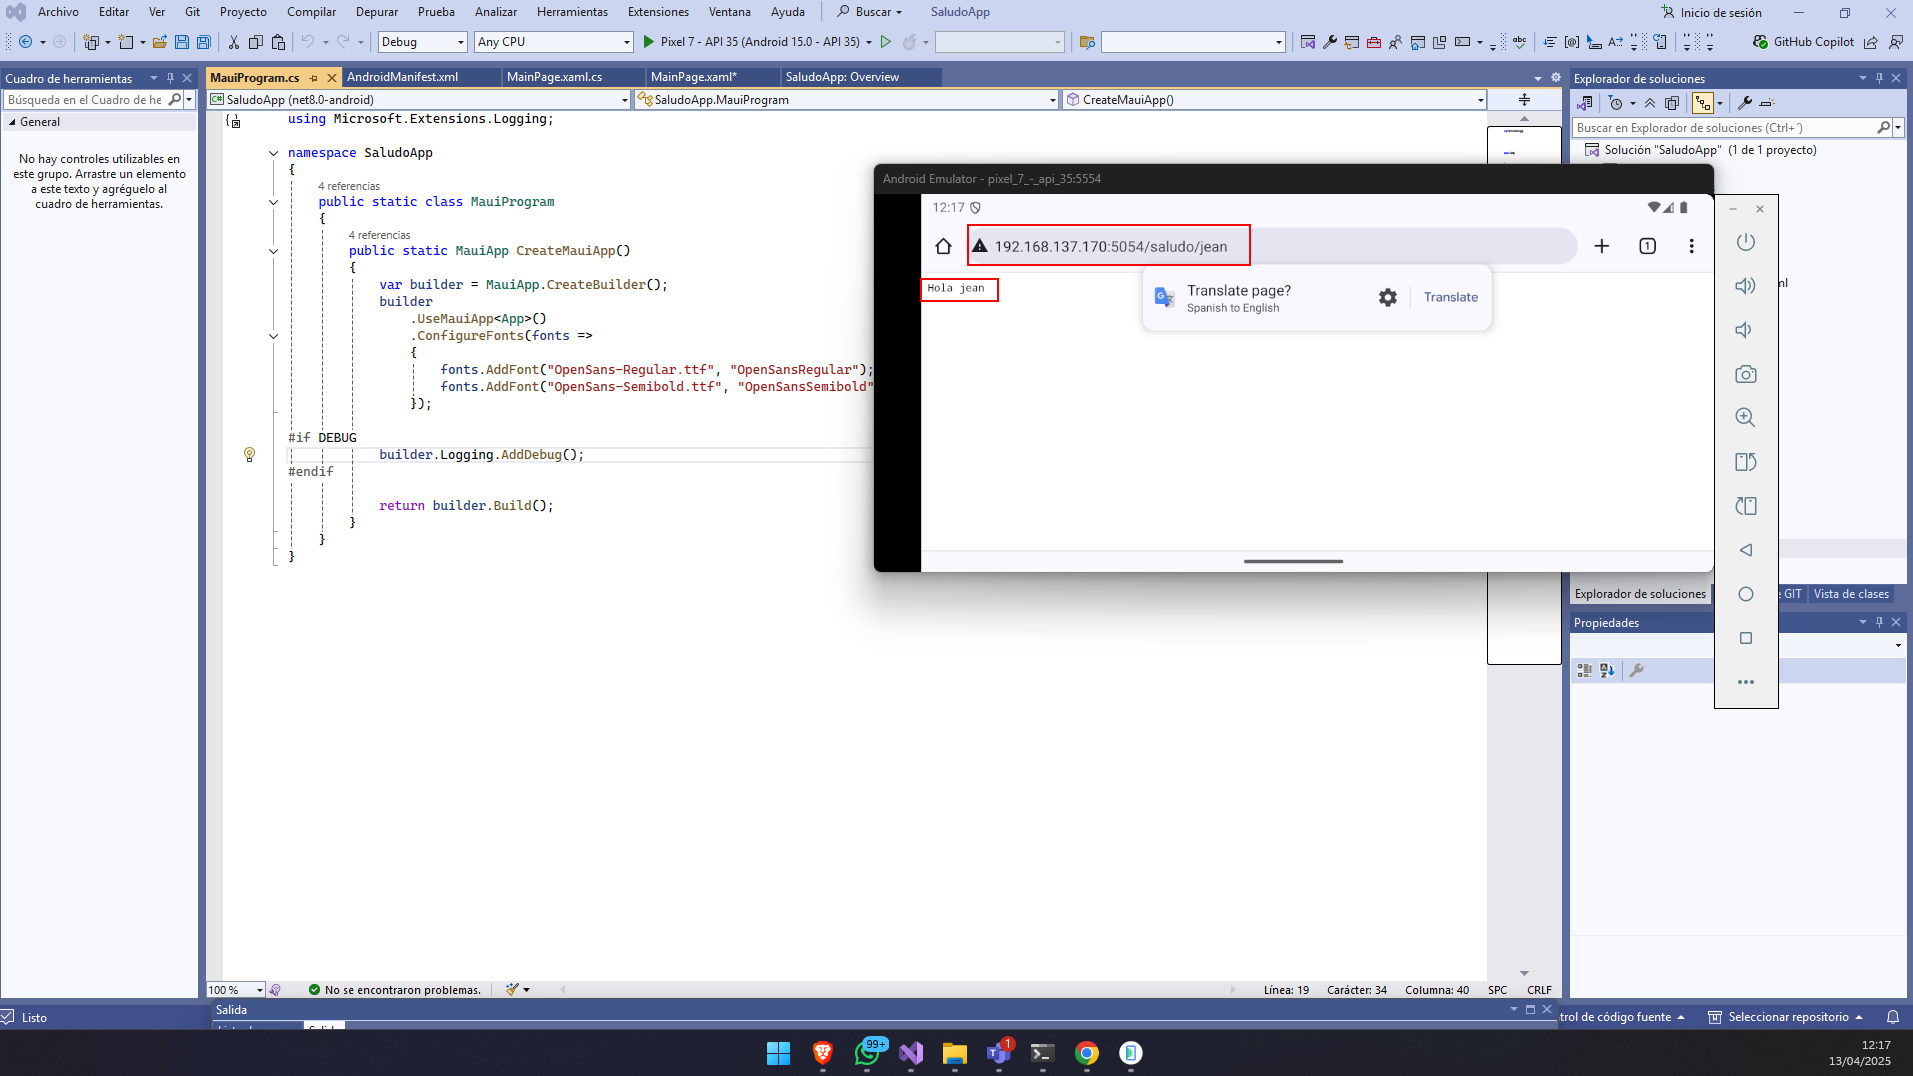 Archivo Editar Ver Git Proyecto Compilar Depurar Prueba Analizar Herramientas Extensiones Ventana Ayuda Buscar SaludoApp Inicio de sesión
Debug Any CPU Pixel 7 - API 35 (Android 15.0 - API 35) GitHub Copilot
Cuadro de herramientas
Búsqueda en el Cuadro de he
General
No hay controles utilizables en
este grupo. Arrastre un elemento
a este texto y agréguelo al
cuadro de herramientas.
MauiProgram.cs AndroidManifest.xml MainPage.xaml.cs MainPage.xaml* SaludoApp: Overview
SaludoApp (net8.0-android) SaludoApp.MauiProgram CreateMauiApp()
using Microsoft.Extensions.Logging;
namespace SaludoApp
{
4 referencias
public static class MauiProgram
{
4 referencias
public static MauiApp CreateMauiApp()
{
var builder = MauiApp.CreateBuilder();
builder
.UseMauiApp<App>()
.ConfigureFonts(fonts =>
{
fonts.AddFont("OpenSans-Regular.ttf", "OpenSansRegular");
fonts.AddFont("OpenSans-Semibold.ttf", "OpenSansSemibold"
});
#if DEBUG
builder.Logging.AddDebug();
#endif
return builder.Build();
}
}
}
Android Emulator - pixel_7_-_api_35:5554
12:17
192.168.137.170:5054/saludo/jean
1
Hola jean
Translate page?
Spanish to English
Translate
Explorador de soluciones
Buscar en Explorador de soluciones (Ctrl+´)
Solución "SaludoApp" (1 de 1 proyecto)
ml
Explorador de soluciones GIT Vista de clases
Propiedades
100 % No se encontraron problemas. Línea: 19 Carácter: 34 Columna: 40 SPC CRLF
Salida
Listo
trol de código fuente Seleccionar repositorio
99+
1
12:17
13/04/2025